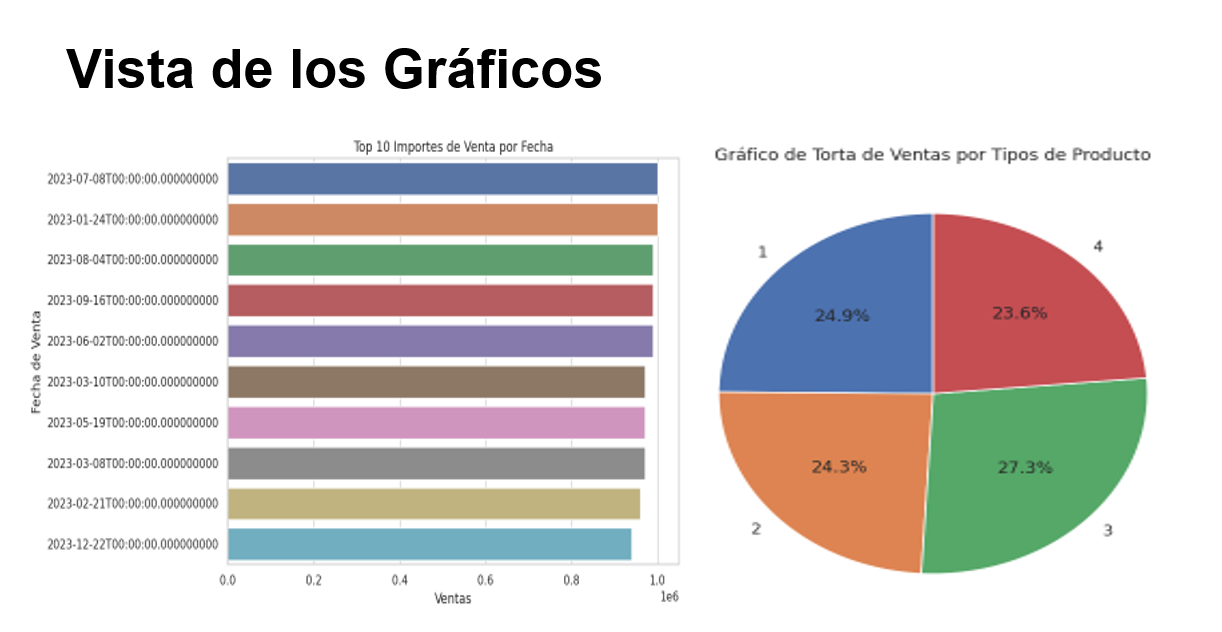 Vista de los Gráficos
Top 10 Importes de Venta por Fecha
Fecha de Venta
2023-07-08T00:00:00.000000000
2023-01-24T00:00:00.000000000
2023-08-04T00:00:00.000000000
2023-09-16T00:00:00.000000000
2023-06-02T00:00:00.000000000
2023-03-10T00:00:00.000000000
2023-05-19T00:00:00.000000000
2023-03-08T00:00:00.000000000
2023-02-21T00:00:00.000000000
2023-12-22T00:00:00.000000000
0.0 0.2 0.4 0.6 0.8 1.0
1e6
Ventas
Gráfico de Torta de Ventas por Tipos de Producto
1 4
24.9% 23.6%
24.3% 27.3%
2 3